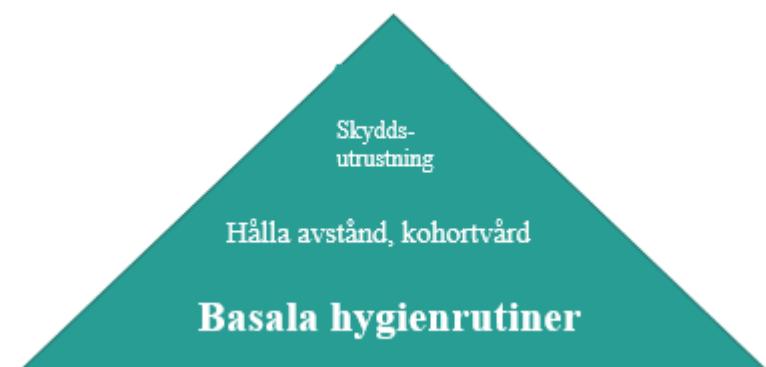 Skydds-
utrustning
Hålla avstånd, kohortvård
Basala hygienrutiner